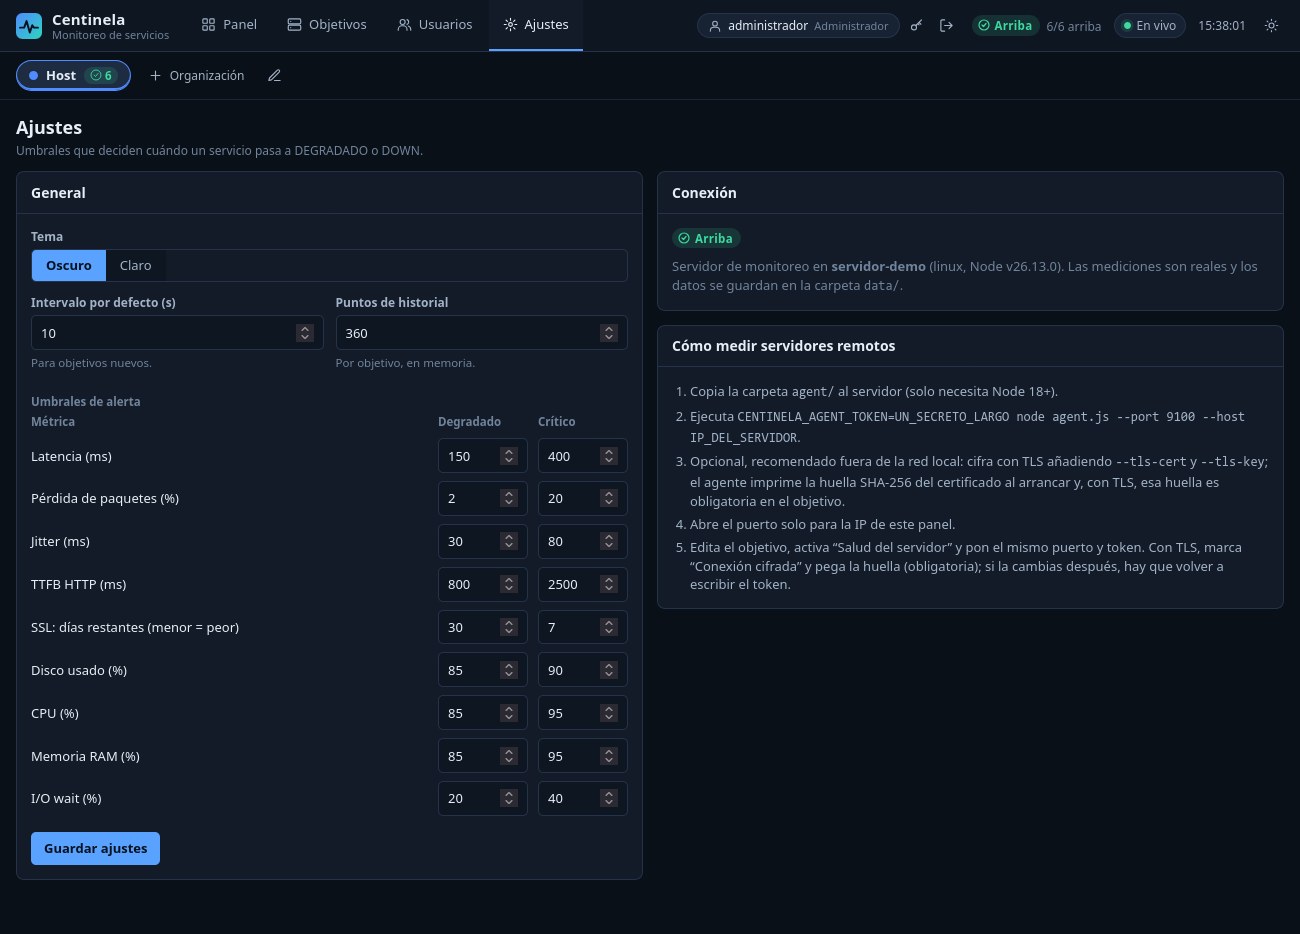 Centinela
Monitoreo de servicios
Panel
Objetivos
Usuarios
Ajustes
administrador Administrador
Arriba 6/6 arriba
En vivo
15:38:01
Host 6
Organización
Ajustes
Umbrales que deciden cuándo un servicio pasa a DEGRADADO o DOWN.
General
Tema
Oscuro Claro
Intervalo por defecto (s) Puntos de historial
10 360
Para objetivos nuevos. Por objetivo, en memoria.
Umbrales de alerta
Métrica Degradado Crítico
Latencia (ms) 150 400
Pérdida de paquetes (%) 2 20
Jitter (ms) 30 80
TTFB HTTP (ms) 800 2500
SSL: días restantes (menor = peor) 30 7
Disco usado (%) 85 90
CPU (%) 85 95
Memoria RAM (%) 85 95
I/O wait (%) 20 40
Guardar ajustes
Conexión
Arriba
Servidor de monitoreo en servidor-demo (linux, Node v26.13.0). Las mediciones son reales y los
datos se guardan en la carpeta data/.
Cómo medir servidores remotos
1. Copia la carpeta agent/ al servidor (solo necesita Node 18+).
2. Ejecuta CENTINELA_AGENT_TOKEN=UN_SECRETO_LARGO node agent.js --port 9100 --host
IP_DEL_SERVIDOR.
3. Opcional, recomendado fuera de la red local: cifra con TLS añadiendo --tls-cert y --tls-key;
el agente imprime la huella SHA-256 del certificado al arrancar y, con TLS, esa huella es
obligatoria en el objetivo.
4. Abre el puerto solo para la IP de este panel.
5. Edita el objetivo, activa “Salud del servidor” y pon el mismo puerto y token. Con TLS, marca
“Conexión cifrada” y pega la huella (obligatoria); si la cambias después, hay que volver a
escribir el token.